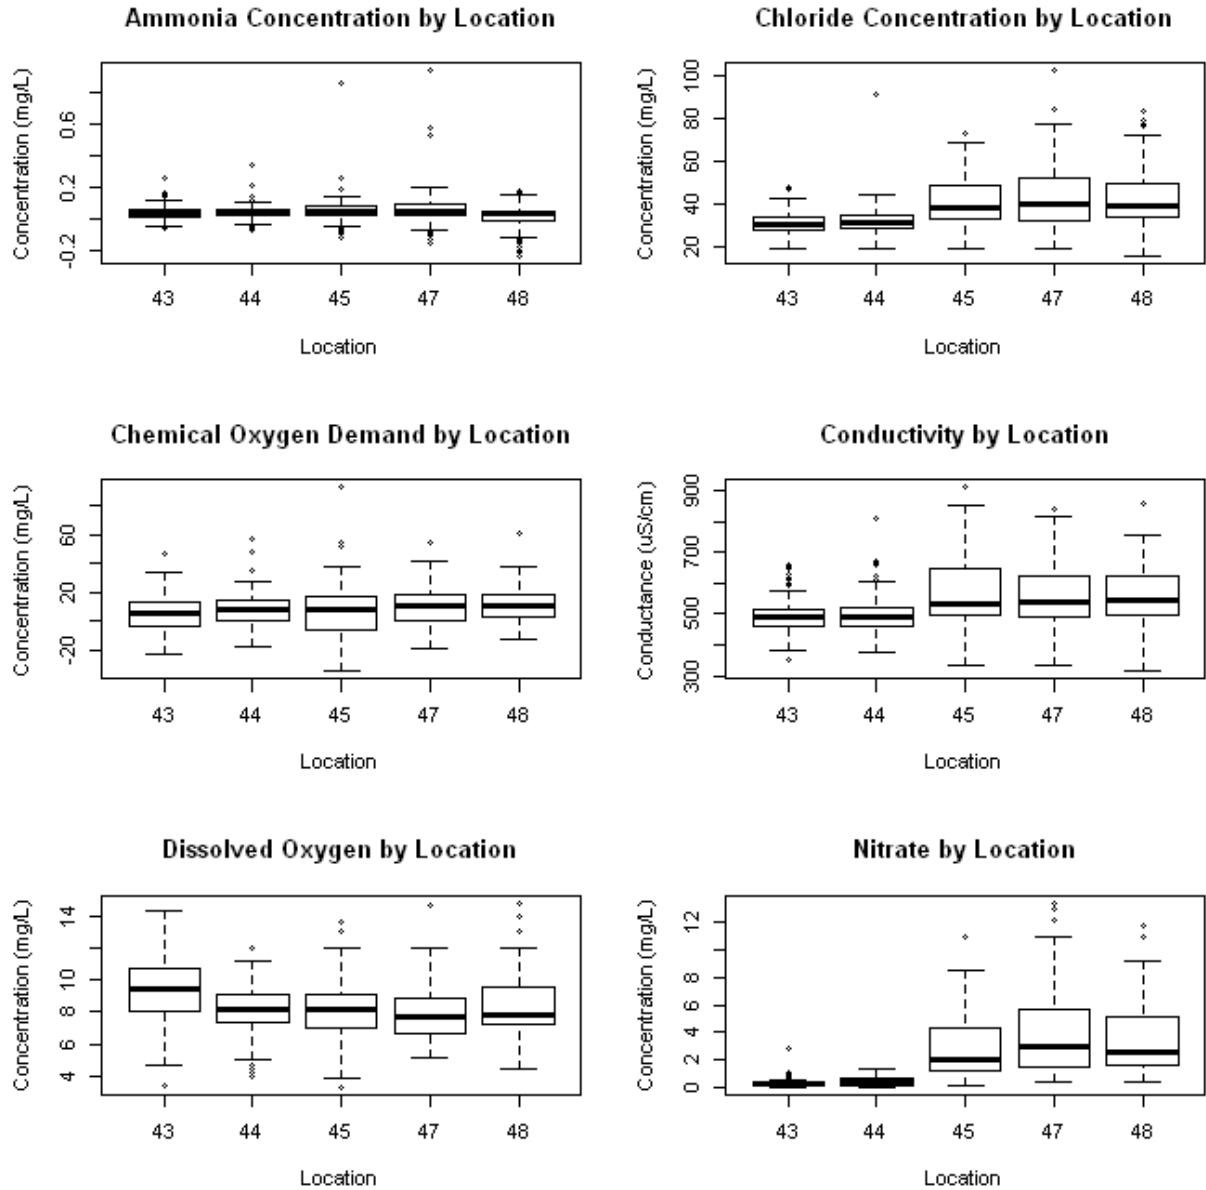 Ammonia Concentration by Location
Concentration (mg/L)
0.6
0.2
-0.2
43 44 45 47 48
Location
Chloride Concentration by Location
Concentration (mg/L)
100
80
60
40
20
43 44 45 47 48
Location
Chemical Oxygen Demand by Location
Concentration (mg/L)
60
20
-20
43 44 45 47 48
Location
Conductivity by Location
Conductance (uS/cm)
900
700
500
300
43 44 45 47 48
Location
Dissolved Oxygen by Location
Concentration (mg/L)
14
10
8
6
4
43 44 45 47 48
Location
Nitrate by Location
Concentration (mg/L)
12
8
6
4
2
0
43 44 45 47 48
Location